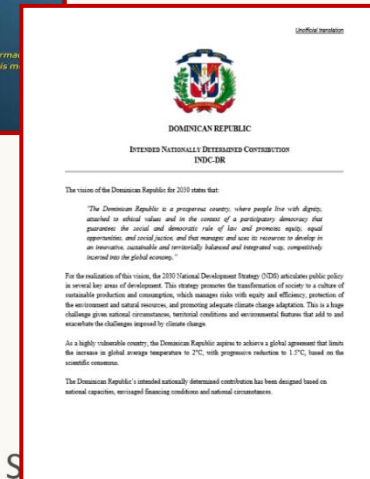 Unofficial translation
DOMINICAN REPUBLIC
INTENDED NATIONALLY DETERMINED CONTRIBUTION
INDC-DR
The vision of the Dominican Republic for 2030 states that:
"The Dominican Republic is a prosperous country, where people live with dignity,
attached to ethical values and in the context of a participatory democracy that
guarantees the social and democratic rule of law and promotes equity, equal
opportunities, and social justice, and that manages and uses its resources to develop in
an innovative, sustainable and territorially balanced and integrated way, competitively
inserted into the global economy."
For the realization of this vision, the 2030 National Development Strategy (NDS) articulates public policy
in several key areas of development. This strategy promotes the transformation of society to a culture of
sustainable production and consumption, which manages risks with equity and efficiency, protection of
the environment and natural resources, and promoting adequate climate change adaptation. This is a huge
challenge given national circumstances, territorial conditions and environmental features that add to and
exacerbate the challenges imposed by climate change.
As a highly vulnerable country, the Dominican Republic aspires to achieve a global agreement that limits
the increase in global average temperature to 2°C, with progressive reduction to 1.5°C, based on the
scientific consensus.
The Dominican Republic's intended nationally determined contribution has been designed based on
national capacities, envisaged financing conditions and national circumstances.
S